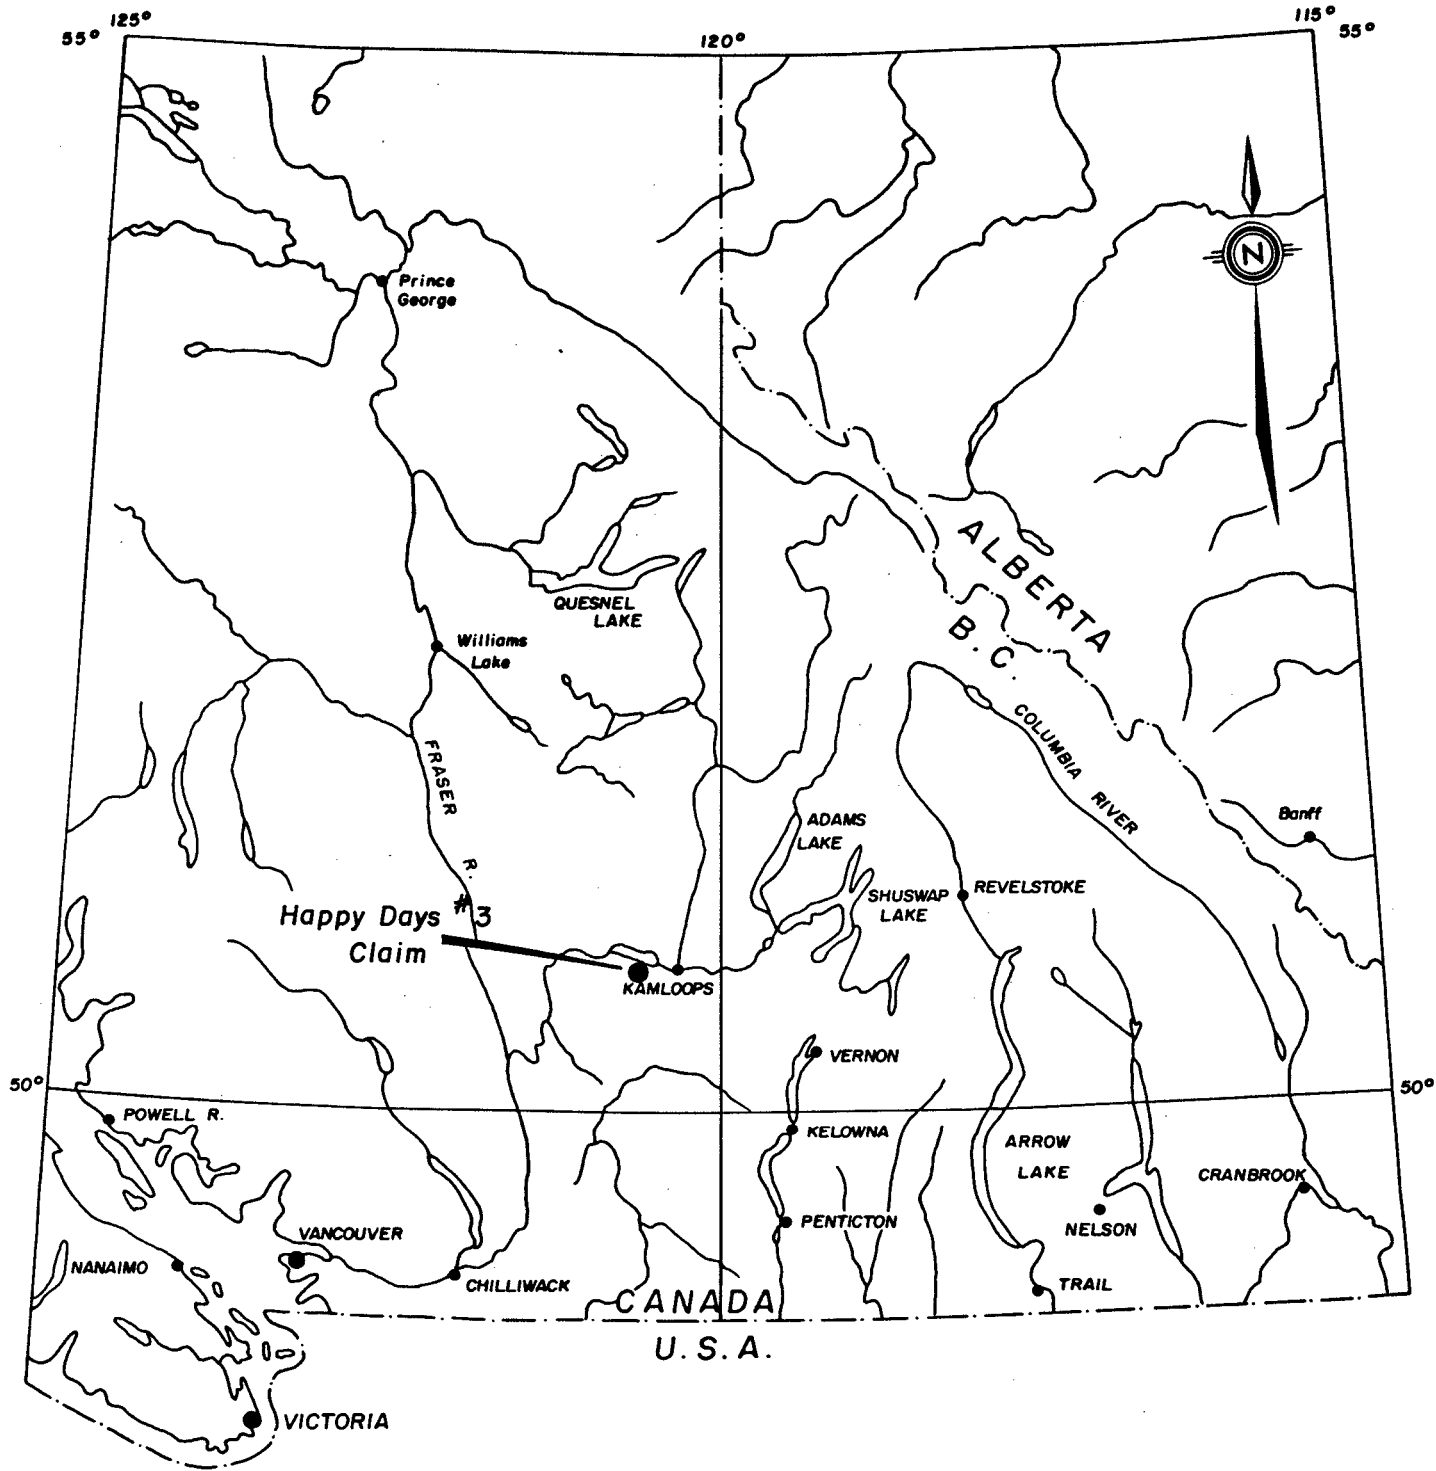 125°
115°
55°
120°
55°
N
Prince
George
ALBERTA
B.C.
QUESNEL
LAKE
Williams
Lake
COLUMBIA RIVER
FRASER R.
ADAMS
LAKE
Banff
SHUSWAP
LAKE
REVELSTOKE
Happy Days #3
Claim
KAMLOOPS
VERNON
50°
50°
POWELL R.
KELOWNA
ARROW
LAKE
CRANBROOK
PENTICTON
NELSON
VANCOUVER
NANAIMO
CHILLIWACK
TRAIL
CANADA
U.S.A.
VICTORIA